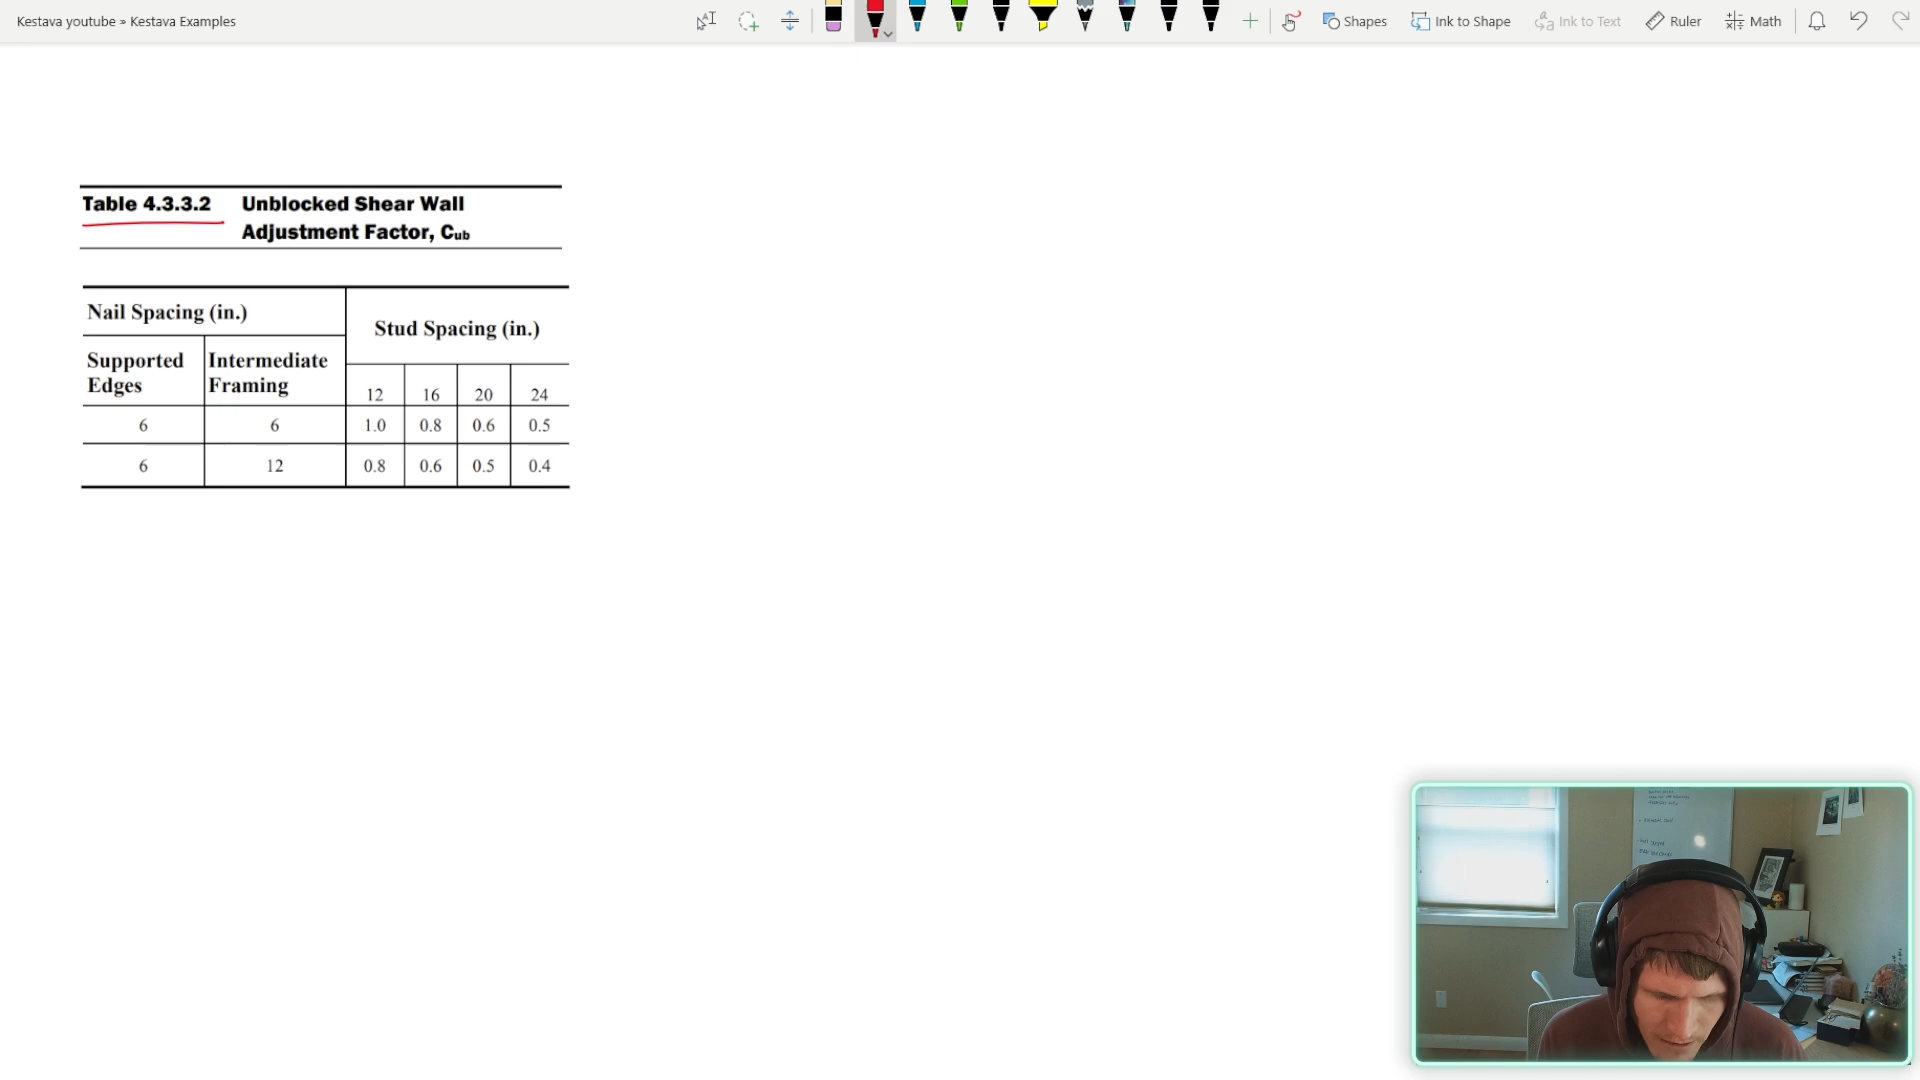 Kestava youtube » Kestava Examples
Shapes
Ink to Shape
Ink to Text
Ruler
Math
Table 4.3.3.2 Unblocked Shear Wall
Adjustment Factor, Cub
Nail Spacing (in.)
Stud Spacing (in.)
Supported Edges
Intermediate Framing
12 16 20 24
6 6 1.0 0.8 0.6 0.5
6 12 0.8 0.6 0.5 0.4